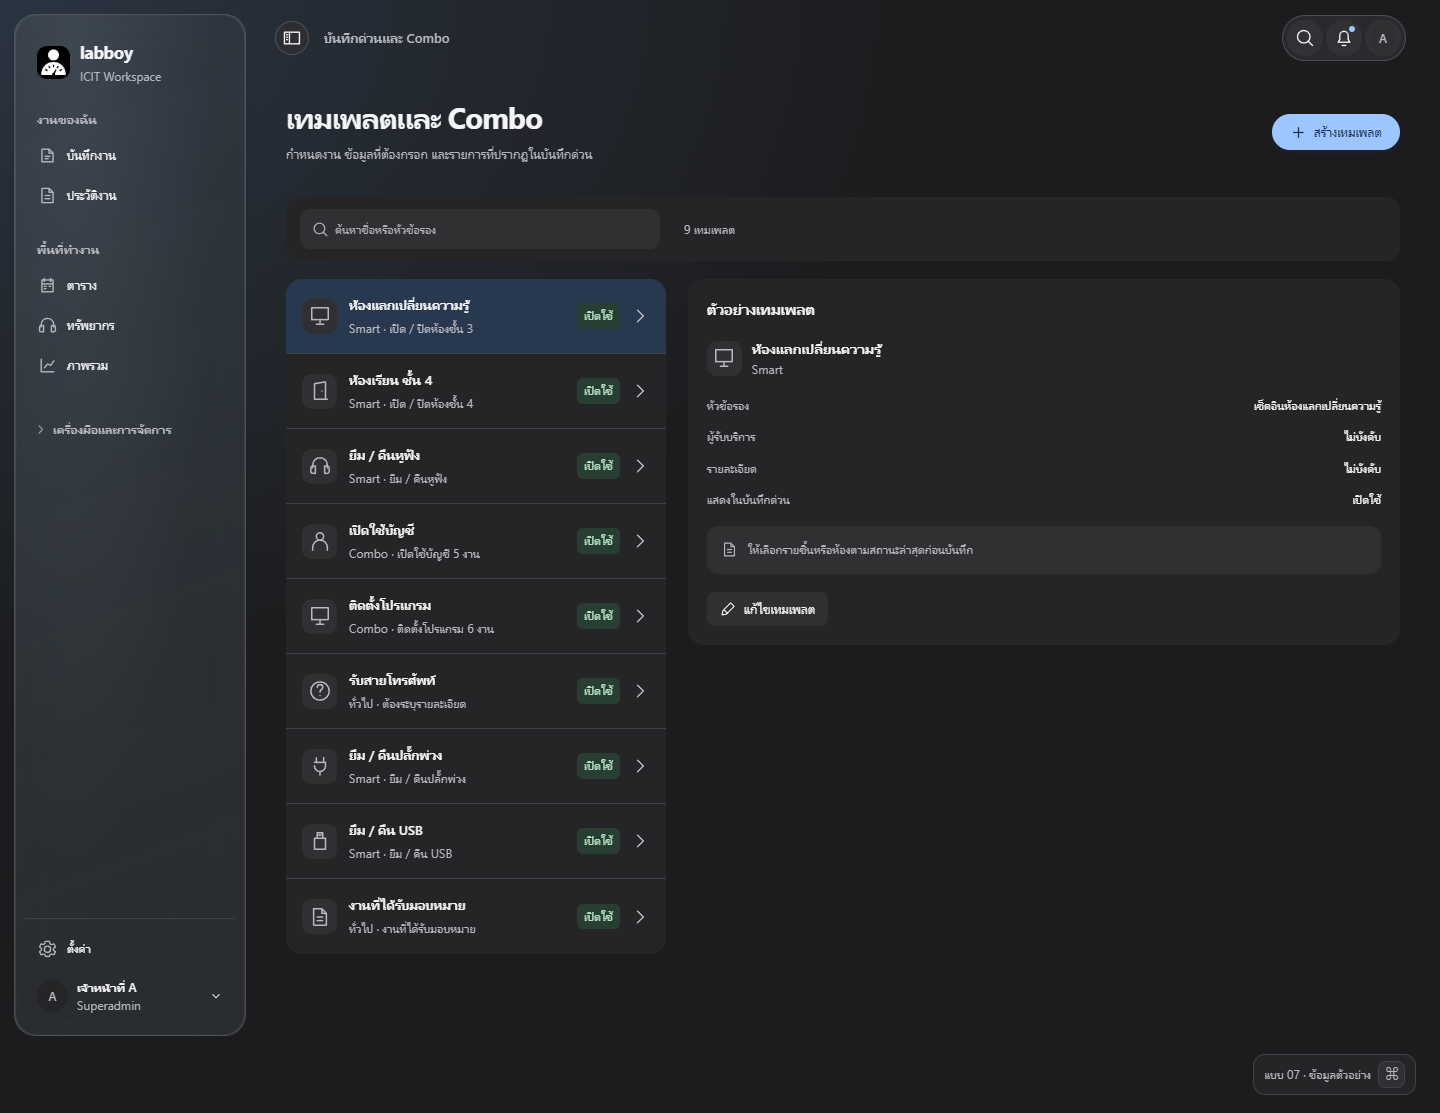 labboy
ICIT Workspace
งานของฉัน
บันทึกงาน
ประวัติงาน
พื้นที่ทำงาน
ตาราง
ทรัพยากร
ภาพรวม
เครื่องมือและการจัดการ
ตั้งค่า
A
เจ้าหน้าที่ A
Superadmin
บันทึกด่วนและ Combo
A
เทมเพลตและ Combo
กำหนดงาน ข้อมูลที่ต้องกรอก และรายการที่ปรากฏในบันทึกด่วน
สร้างเทมเพลต
ค้นหาชื่อหรือหัวข้อรอง
9 เทมเพลต
ห้องแลกเปลี่ยนความรู้
Smart · เปิด / ปิดห้องชั้น 3
เปิดใช้
ห้องเรียน ชั้น 4
Smart · เปิด / ปิดห้องชั้น 4
เปิดใช้
ยืม / คืนหูฟัง
Smart · ยืม / คืนหูฟัง
เปิดใช้
เปิดใช้บัญชี
Combo · เปิดใช้บัญชี 5 งาน
เปิดใช้
ติดตั้งโปรแกรม
Combo · ติดตั้งโปรแกรม 6 งาน
เปิดใช้
รับสายโทรศัพท์
ทั่วไป · ต้องระบุรายละเอียด
เปิดใช้
ยืม / คืนปลั๊กพ่วง
Smart · ยืม / คืนปลั๊กพ่วง
เปิดใช้
ยืม / คืน USB
Smart · ยืม / คืน USB
เปิดใช้
งานที่ได้รับมอบหมาย
ทั่วไป · งานที่ได้รับมอบหมาย
เปิดใช้
ตัวอย่างเทมเพลต
ห้องแลกเปลี่ยนความรู้
Smart
หัวข้อรอง เช็คอินห้องแลกเปลี่ยนความรู้
ผู้รับบริการ ไม่บังคับ
รายละเอียด ไม่บังคับ
แสดงในบันทึกด่วน เปิดใช้
ให้เลือกรายชิ้นหรือห้องตามสถานะล่าสุดก่อนบันทึก
แก้ไขเทมเพลต
แบบ 07 · ข้อมูลตัวอย่าง ⌘